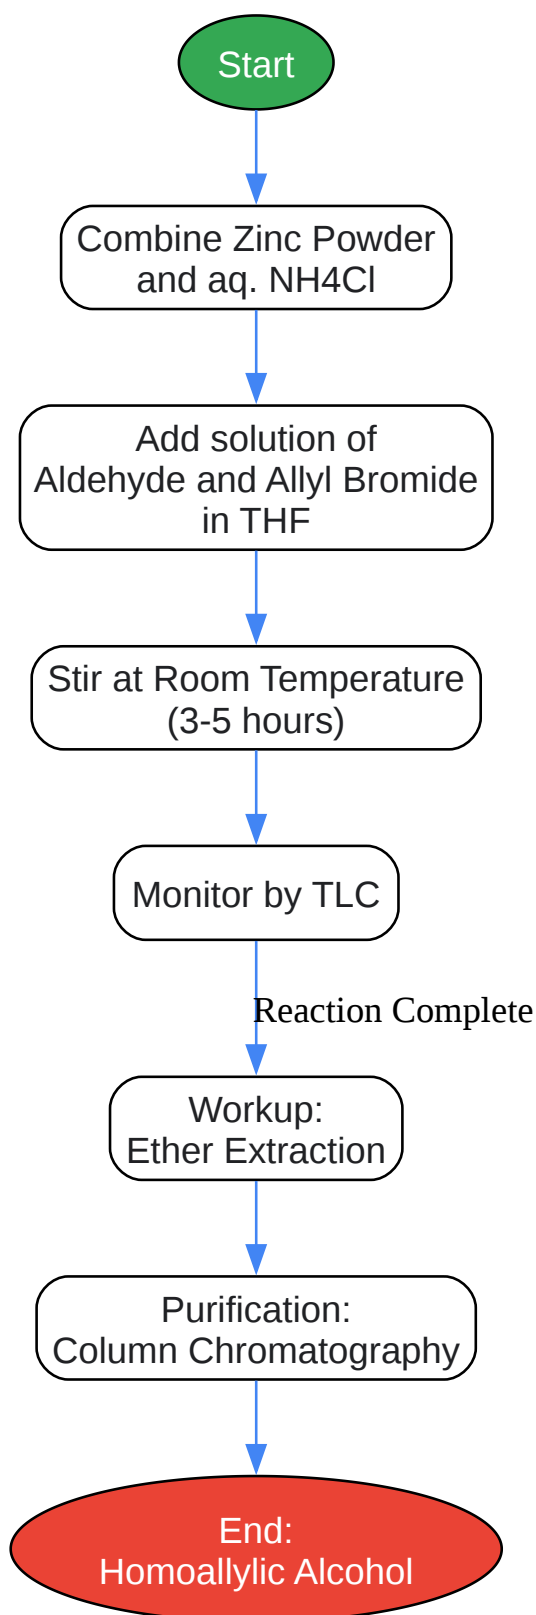 Start
Combine Zinc Powder
and aq. NH4Cl
Add solution of
Aldehyde and Allyl Bromide
in THF
Stir at Room Temperature
(3-5 hours)
Monitor by TLC
Reaction Complete
Workup:
Ether Extraction
Purification:
Column Chromatography
End:
Homoallylic Alcohol